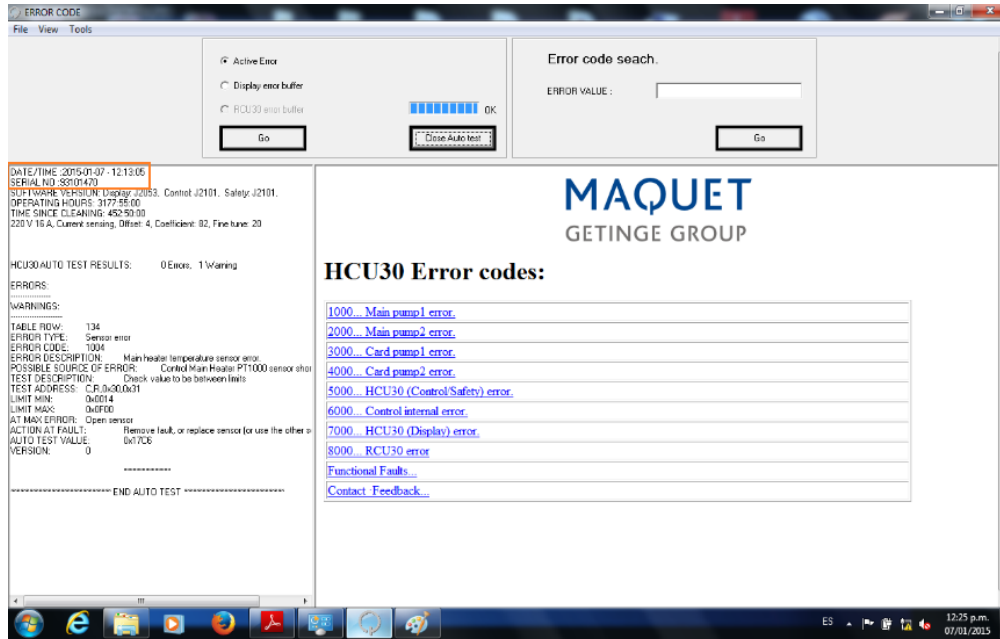 ERROR CODE
File View Tools
Active Error
Display error buffer
RCU30 error buffer
OK
Go
Close Auto test
Error code seach.
ERROR VALUE :
Go
DATE/TIME :2015-01-07 - 12:13:05
SERIAL NO :93101470
SOFTWARE VERSION: Display: J2053, Control: J2101, Safety: J2101,
OPERATING HOURS: 3177:55:00
TIME SINCE CLEANING: 452:50:00
220 V 16 A, Current sensing, Offset: 4, Coefficient: 82, Fine tune: 20
HCU30 AUTO TEST RESULTS: 0 Errors, 1 Warning
ERRORS:
----------------
WARNINGS:
--------------------
TABLE ROW: 134
ERROR TYPE: Sensor error
ERROR CODE: 1004
ERROR DESCRIPTION: Main heater temperature sensor error.
POSSIBLE SOURCE OF ERROR: Control Main Heater PT1000 sensor shor
TEST DESCRIPTION: Check value to be between limits
TEST ADDRESS: C,R,0x30,0x31
LIMIT MIN: 0x0014
LIMIT MAX: 0x0F00
AT MAX ERROR: Open sensor
ACTION AT FAULT: Remove fault, or replace sensor (or use the other s
AUTO TEST VALUE: 0x17C6
VERSION: 0
************
************************** END AUTO TEST **************************
MAQUET
GETINGE GROUP
HCU30 Error codes:
1000... Main pump1 error.
2000... Main pump2 error.
3000... Card pump1 error.
4000... Card pump2 error.
5000... HCU30 (Control/Safety) error.
6000... Control internal error.
7000... HCU30 (Display) error.
8000... RCU30 error
Functional Faults...
Contact Feedback...
ES
12:25 p.m.
07/01/2015